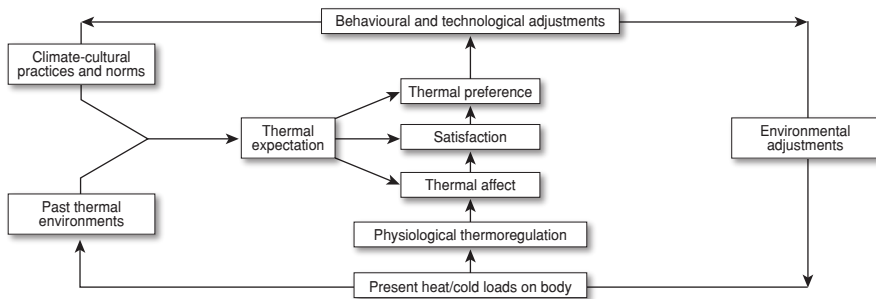 Behavioural and technological adjustments
Climate-cultural
practices and norms
Thermal preference
Thermal
expectation
Satisfaction
Environmental
adjustments
Thermal affect
Past thermal
environments
Physiological thermoregulation
Present heat/cold loads on body